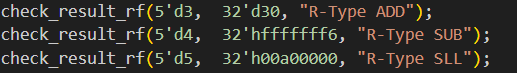 check_result_rf(5'd3,  32'd30, "R-Type ADD");
check_result_rf(5'd4,  32'hfffffff6, "R-Type SUB");
check_result_rf(5'd5,  32'h00a00000, "R-Type SLL");